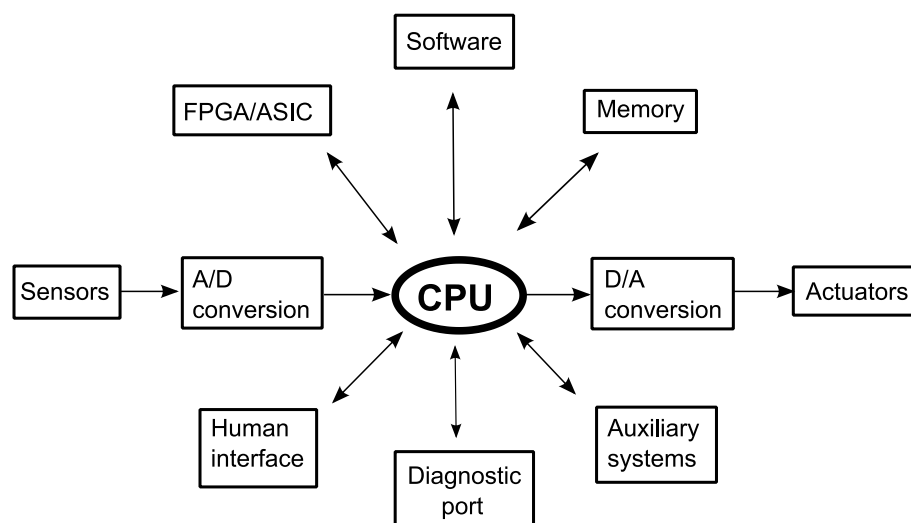 Software
FPGA/ASIC
Memory
Sensors
A/D
conversion
CPU
D/A
conversion
Actuators
Human
interface
Diagnostic
port
Auxiliary
systems